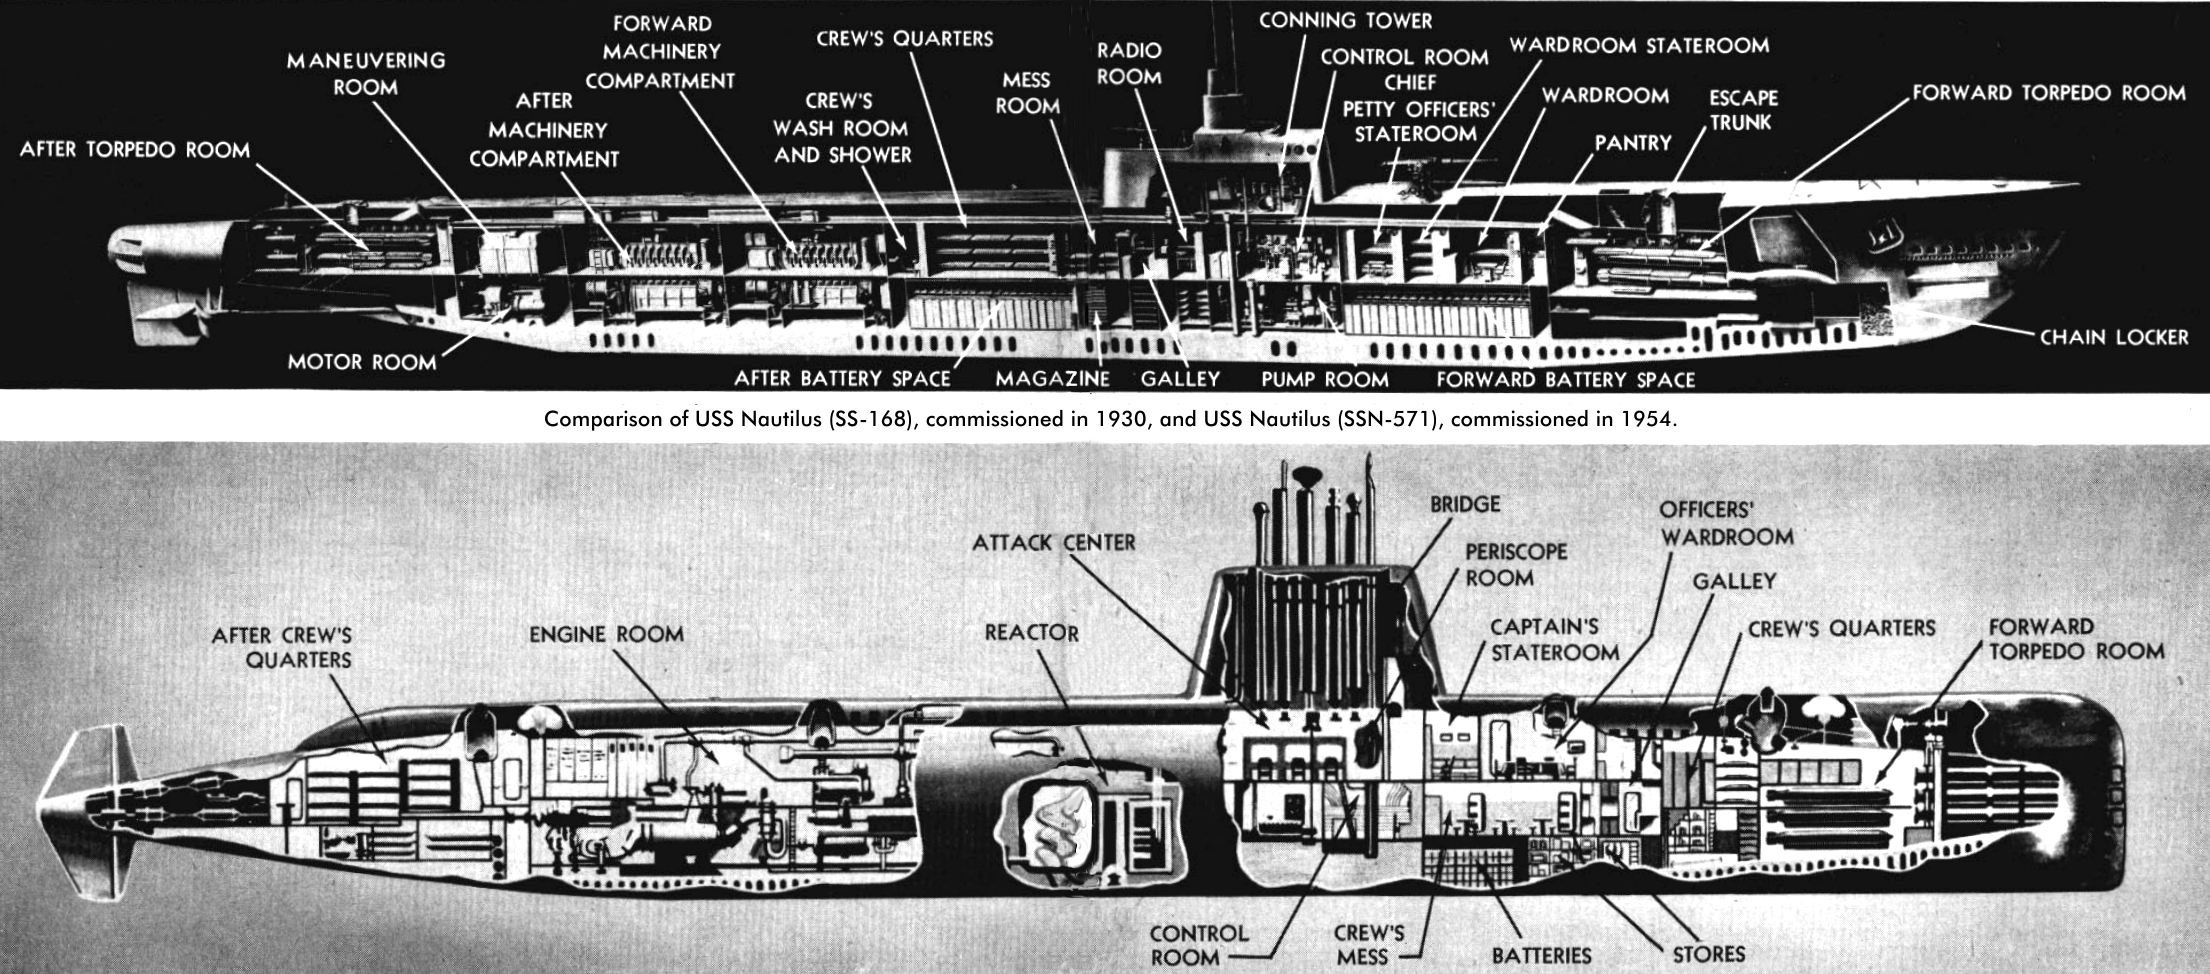 FORWARD
MACHINERY
COMPARTMENT
CREW'S QUARTERS
CONNING TOWER
MANEUVERING
ROOM
RADIO
ROOM
CONTROL ROOM
WARDROOM STATEROOM
AFTER
MACHINERY
COMPARTMENT
CREW'S
WASH ROOM
AND SHOWER
MESS
ROOM
CHIEF
PETTY OFFICERS'
STATEROOM
WARDROOM
ESCAPE
TRUNK
FORWARD TORPEDO ROOM
AFTER TORPEDO ROOM
PANTRY
MOTOR ROOM
AFTER BATTERY SPACE
MAGAZINE
GALLEY
PUMP ROOM
FORWARD BATTERY SPACE
CHAIN LOCKER
Comparison of USS Nautilus (SS-168), commissioned in 1930, and USS Nautilus (SSN-571), commissioned in 1954.
ATTACK CENTER
BRIDGE
PERISCOPE
ROOM
OFFICERS'
WARDROOM
GALLEY
AFTER CREW'S
QUARTERS
ENGINE ROOM
REACTOR
CAPTAIN'S
STATEROOM
CREW'S QUARTERS
FORWARD
TORPEDO ROOM
CONTROL
ROOM
CREW'S
MESS
BATTERIES
STORES